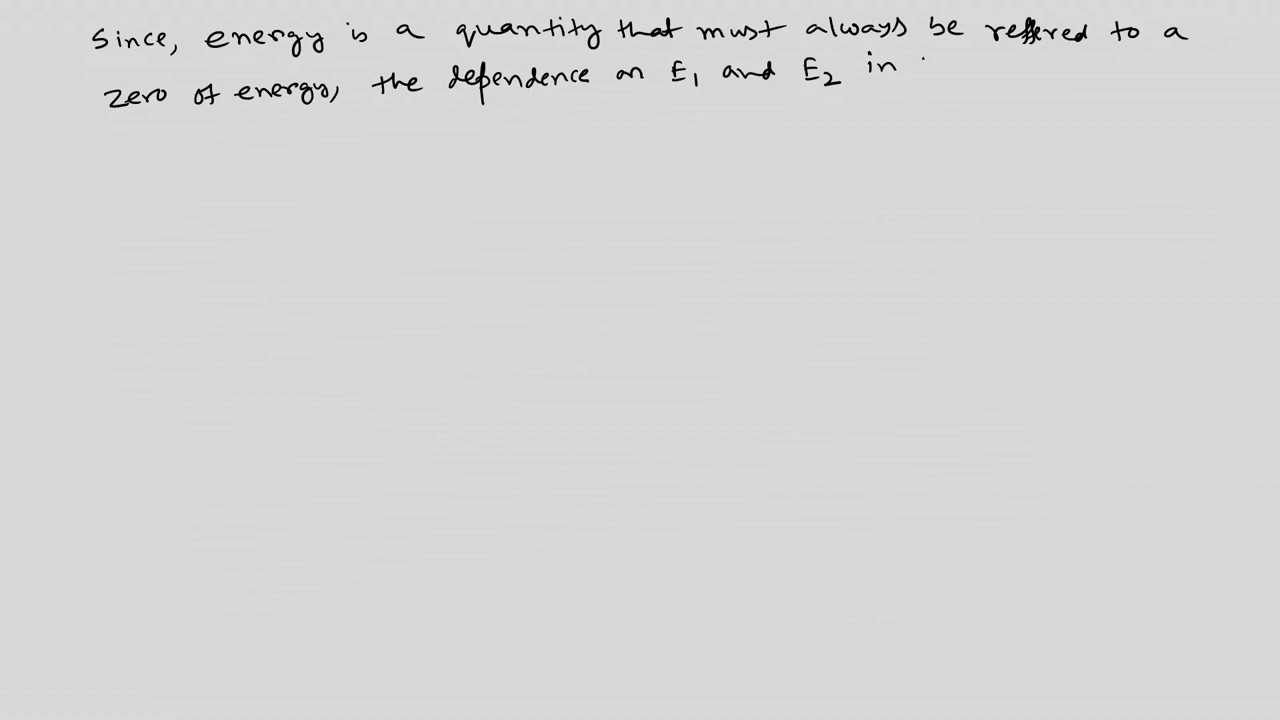 Since, energy is a quantity that must always be reffered to a
zero of energy, the dependence on E₁ and E₂ in